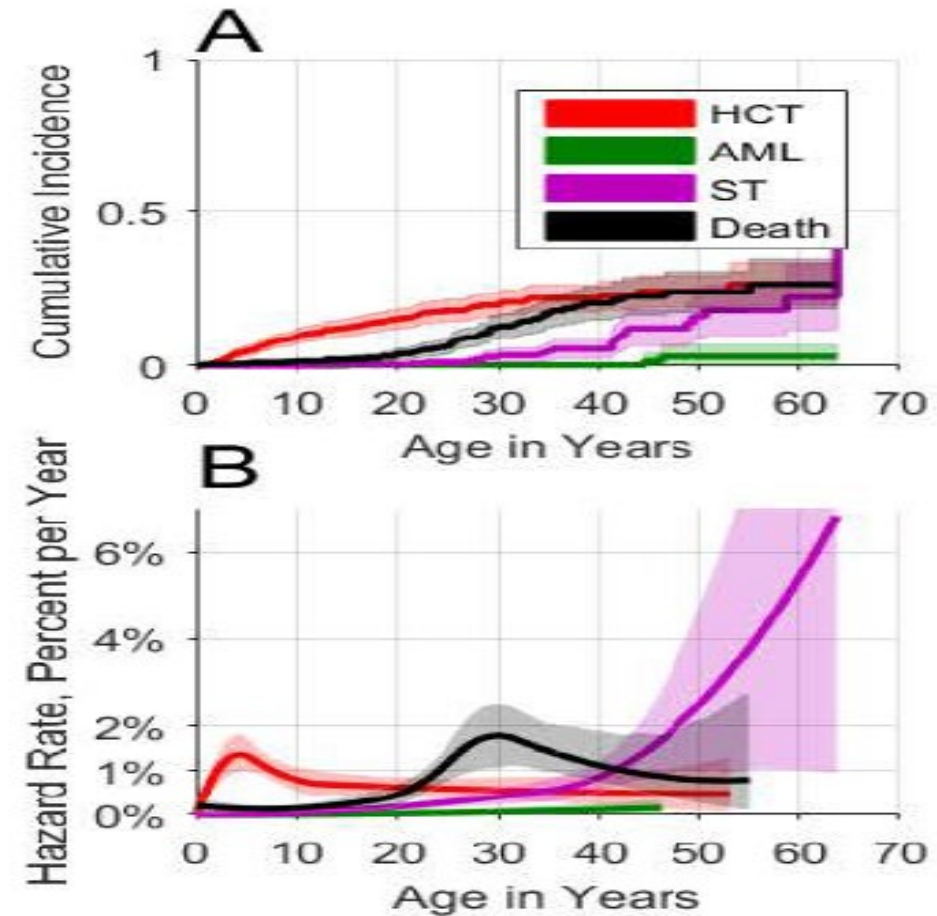 A
Cumulative Incidence
1
0.5
0
HCT
AML
ST
Death
0 10 20 30 40 50 60 70
Age in Years
B
Hazard Rate, Percent per Year
6%
4%
2%
1%
0%
0 10 20 30 40 50 60 70
Age in Years